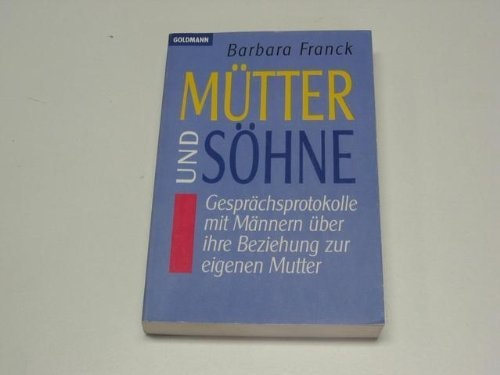 GOLDMANN
Barbara Franck
MÜTTER
UND
SÖHNE
Gesprächsprotokolle
mit Männern über
ihre Beziehung zur
eigenen Mutter